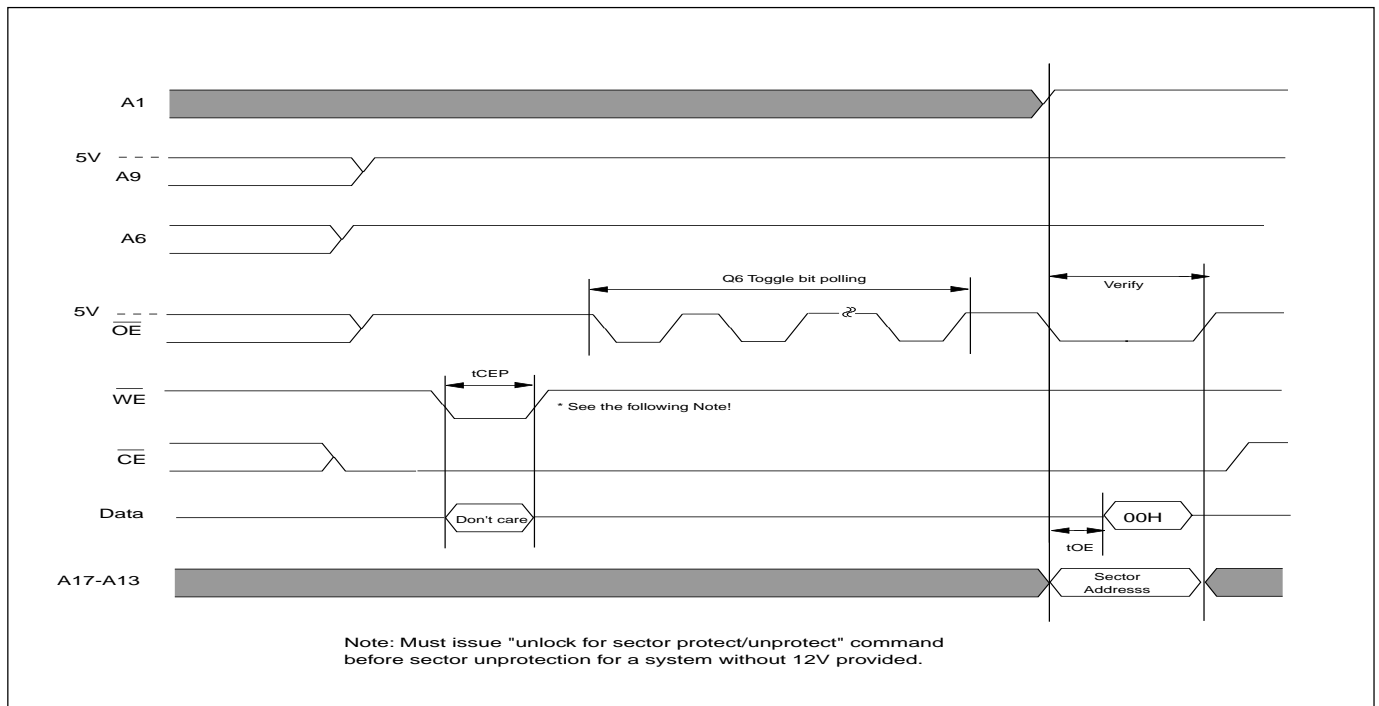 A1
5V
A9
A6
Q6 Toggle bit polling
Verify
5V
OE
tCEP
WE
* See the following Note!
CE
Data
Don't care
00H
tOE
A17-A13
Sector
Addresss
Note: Must issue "unlock for sector protect/unprotect" command
before sector unprotection for a system without 12V provided.